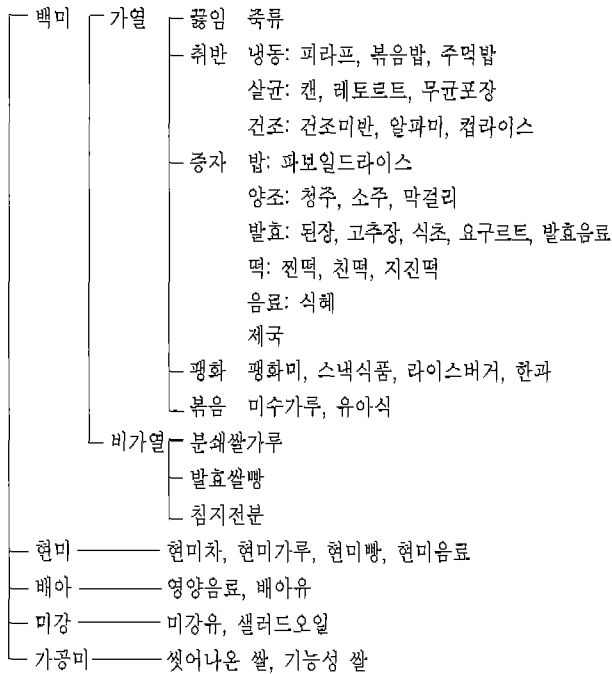 백미 가열 끓임 죽류
취반 냉동: 피라프, 볶음밥, 주먹밥
살균: 캔, 레토르트, 무균포장
건조: 건조미반, 알파미, 컵라이스
증자 밥: 파보일드라이스
양조: 청주, 소주, 막걸리
발효: 된장, 고추장, 식초, 요구르트, 발효음료
떡: 찐떡, 친떡, 지진떡
음료: 식혜
제국
팽화 팽화미, 스낵식품, 라이스버거, 한과
볶음 미수가루, 유아식
비가열 분쇄쌀가루
발효쌀빵
침지전분
현미 현미차, 현미가루, 현미빵, 현미음료
배아 영양음료, 배아유
미강 미강유, 샐러드오일
가공미 씻어나온 쌀, 기능성 쌀